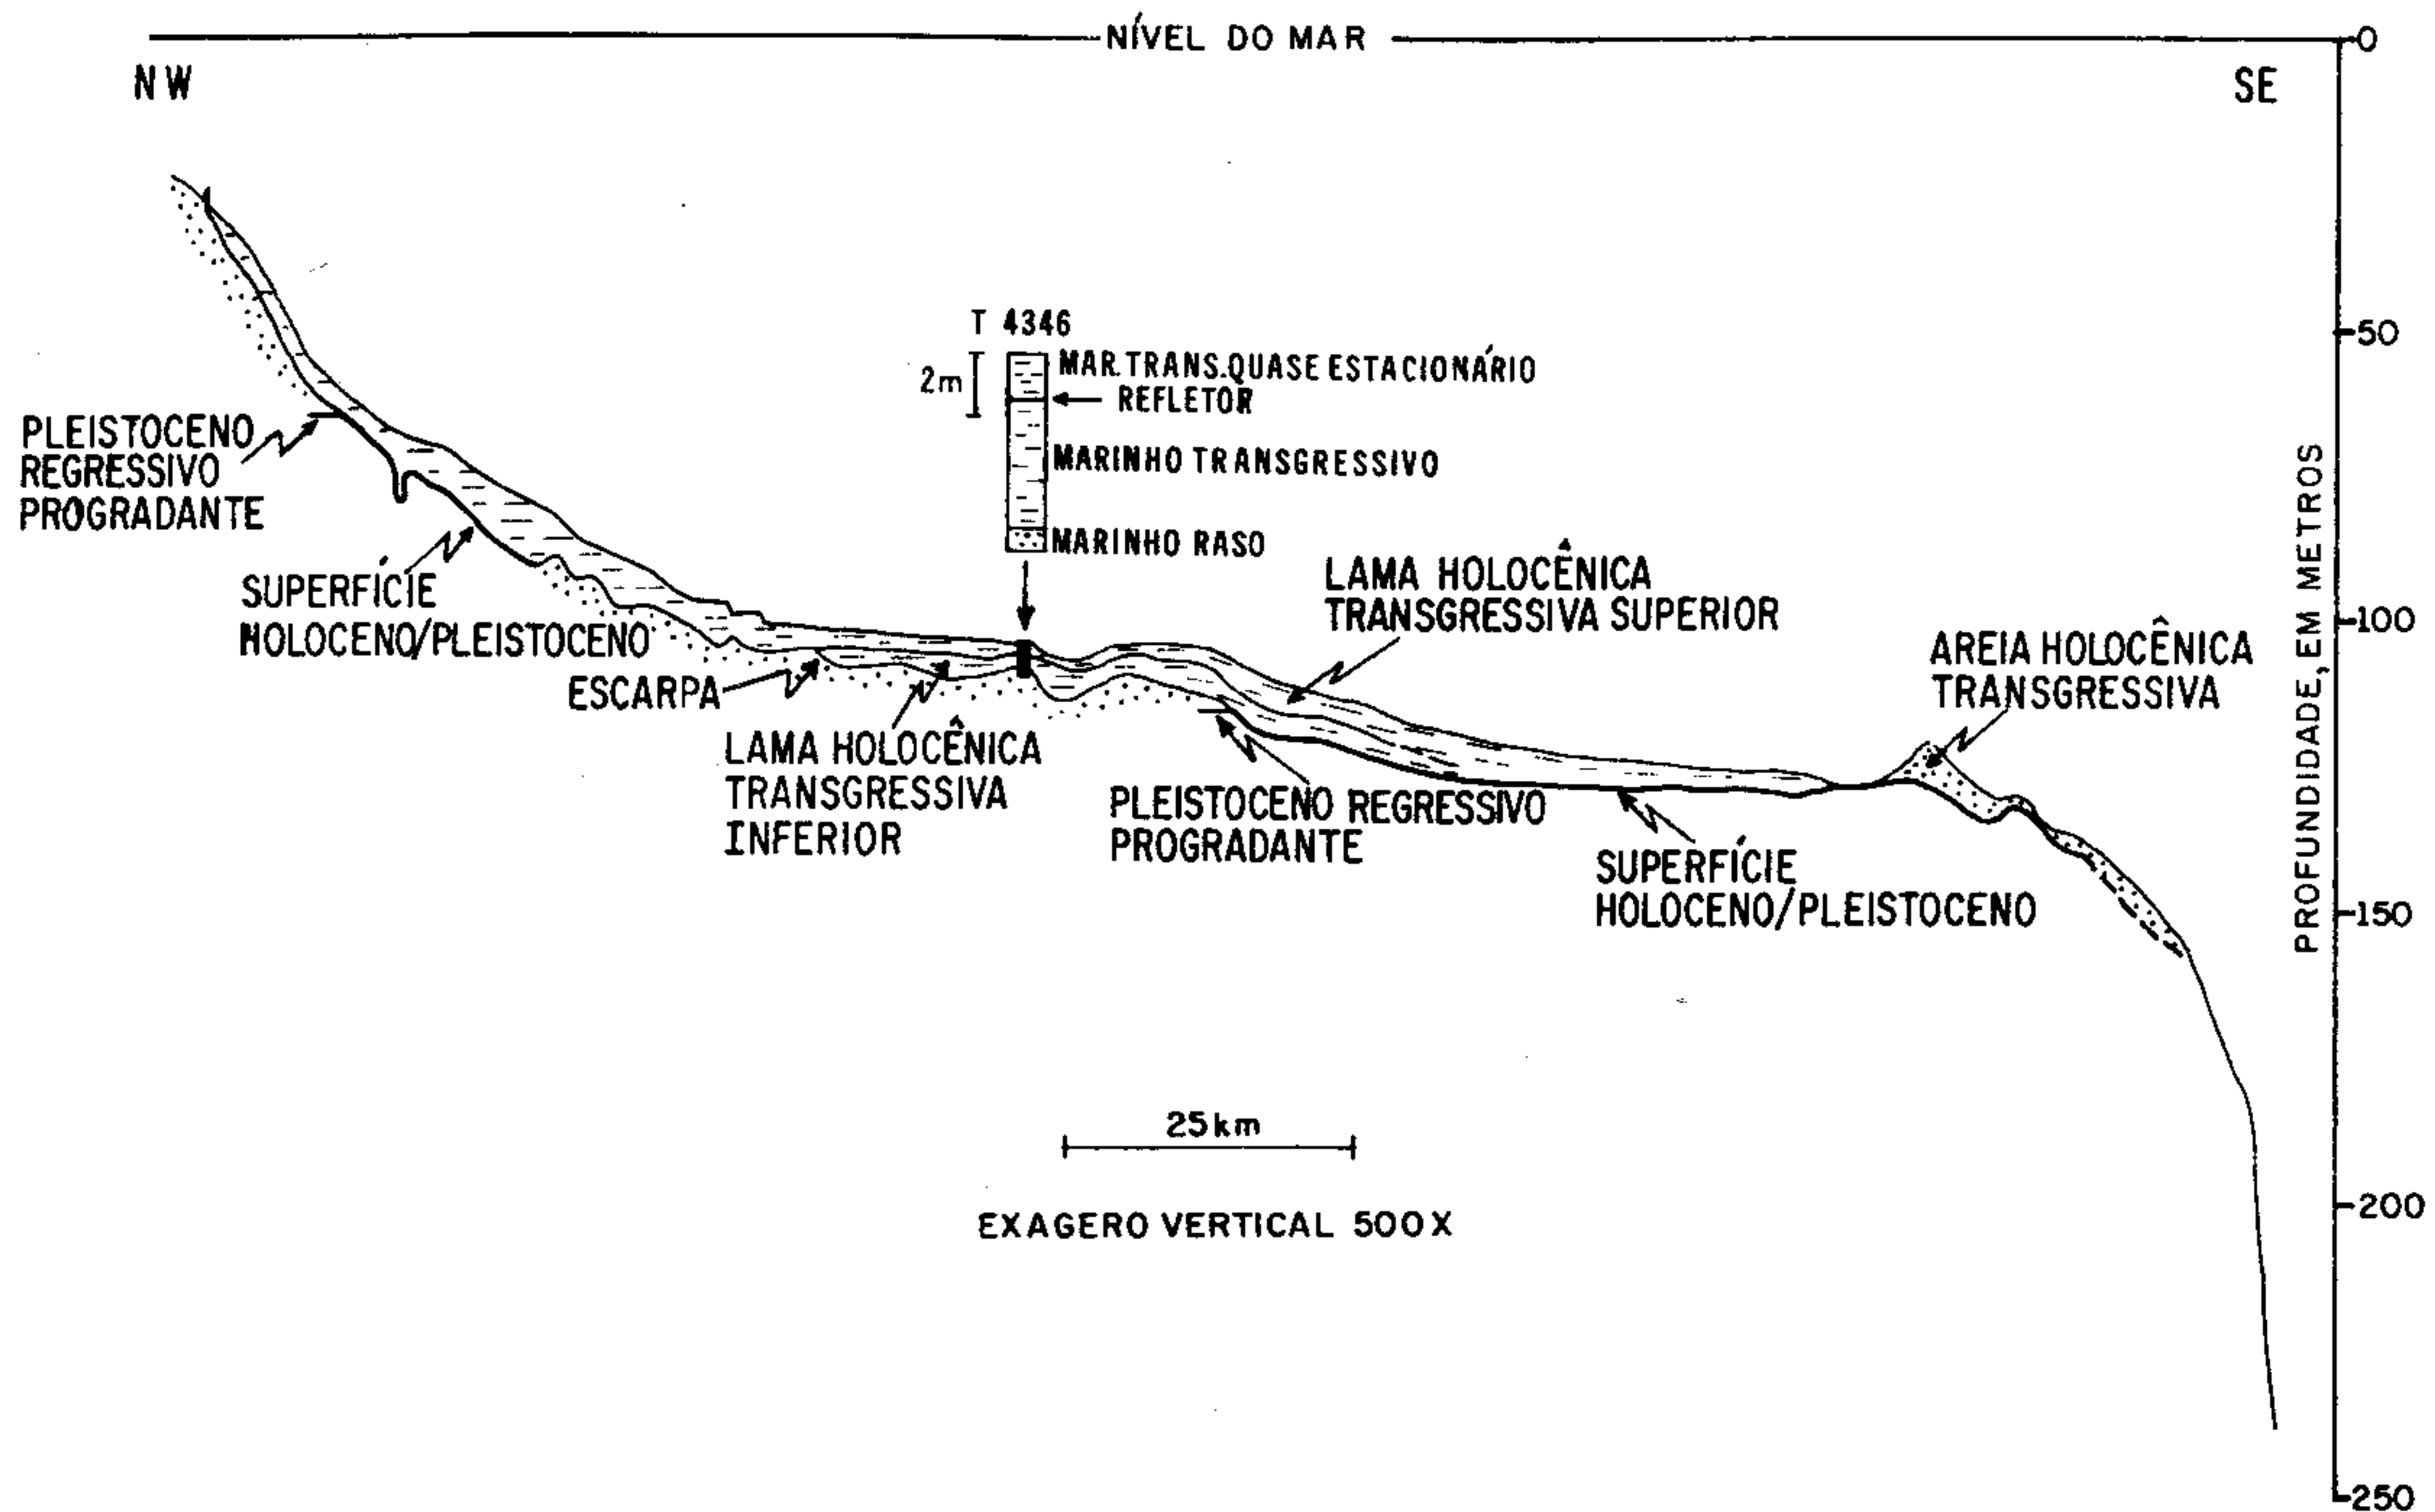 NÍVEL DO MAR
0
NW
SE
T 4346
50
2m
MAR.TRANS.QUASE ESTACIONÁRIO
REFLETOR
MARINHO TRANSGRESSIVO
MARINHO RASO
PLEISTOCENO
REGRESSIVO
PROGRADANTE
SUPERFÍCIE
HOLOCENO/PLEISTOCENO
ESCARPA
LAMA HOLOCÊNICA
TRANSGRESSIVA SUPERIOR
100
AREIA HOLOCÊNICA
TRANSGRESSIVA
LAMA HOLOCÊNICA
TRANSGRESSIVA
INFERIOR
PLEISTOCENO REGRESSIVO
PROGRADANTE
SUPERFÍCIE
HOLOCENO/PLEISTOCENO
PROFUNDIDADE, EM METROS
150
25km
200
EXAGERO VERTICAL 500X
250